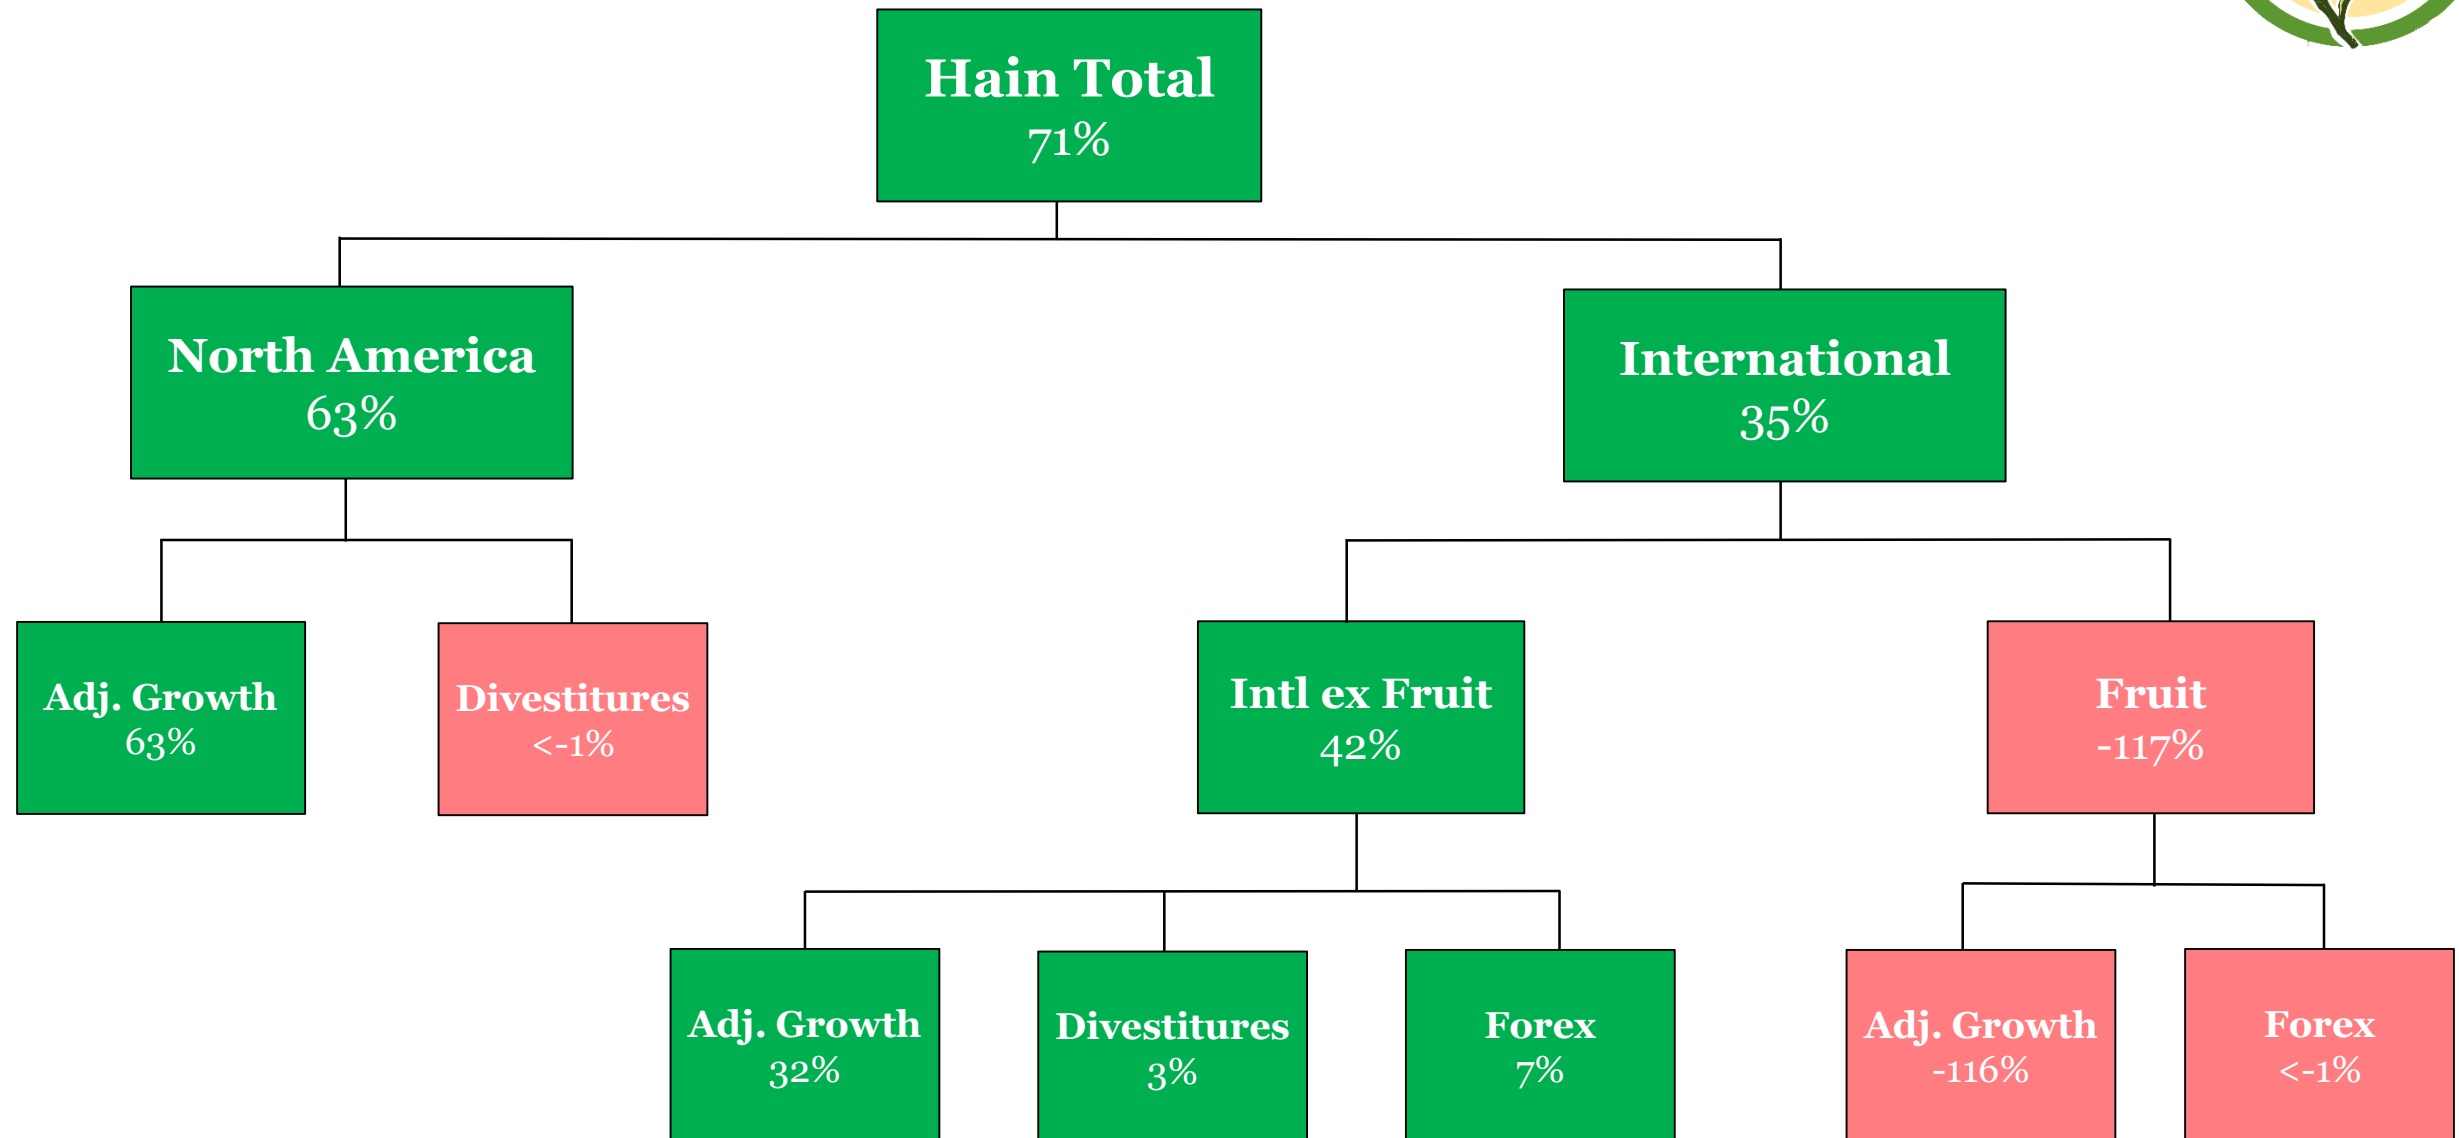 Hain Total
71%
North America
63%
International
35%
Adj. Growth
63%
Divestitures
<-1%
Intl ex Fruit
42%
Fruit
-117%
Adj. Growth
32%
Divestitures
3%
Forex
7%
Adj. Growth
-116%
Forex
<-1%